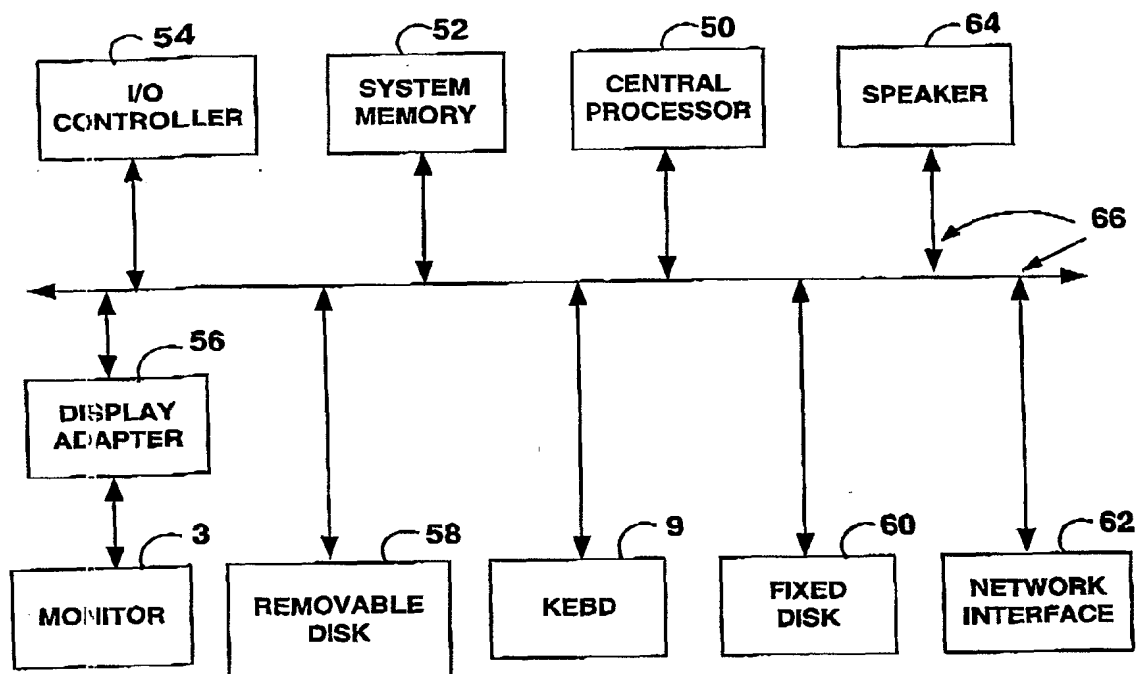 54
52
50
64
I/O
CONTROLLER
SYSTEM
MEMORY
CENTRAL
PROCESSOR
SPEAKER
66
56
DISPLAY
ADAPTER
3
58
9
60
62
MONITOR
REMOVABLE
DISK
KEBD
FIXED
DISK
NETWORK
INTERFACE